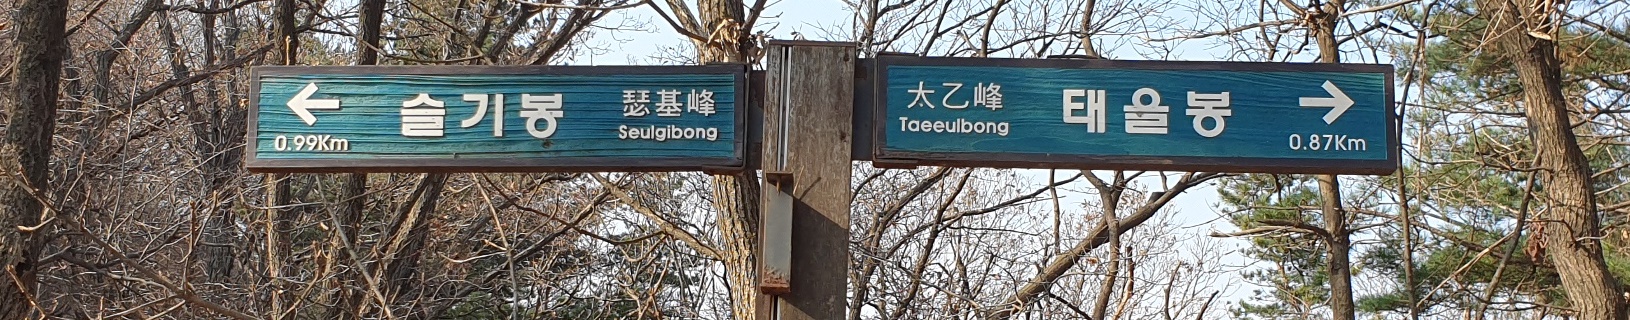 ← 슬기봉 瑟基峰
0.99Km Seulgibong
太乙峰 태을봉 →
Taeeulbong 0.87Km